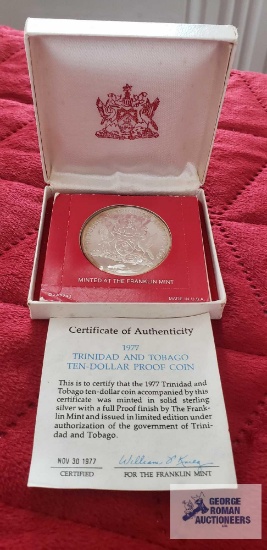 MINTED AT THE FRANKLIN MINT
Certificate of Authenticity
1977
TRINIDAD AND TOBAGO
TEN-DOLLAR PROOF COIN
This is to certify that the 1977 Trinidad and
Tobago ten-dollar coin accompanied by this
certificate was minted in solid sterling
silver with a full Proof finish by The Frank-
lin Mint and issued in limited edition under
authorization of the government of Trini-
dad and Tobago.
NOV 30 1977
CERTIFIED
FOR THE FRANKLIN MINT
GEORGE
ROMAN
AUCTIONEERS